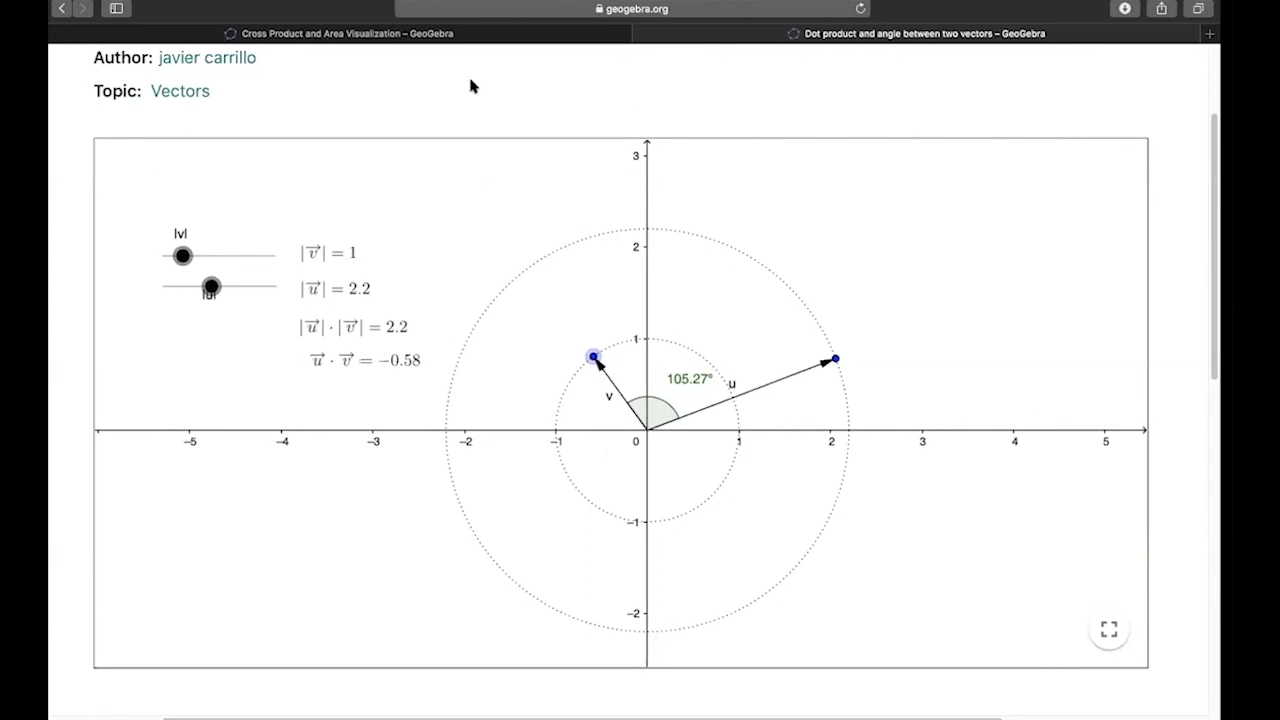 geogebra.org
Cross Product and Area Visualization – GeoGebra
Dot product and angle between two vectors – GeoGebra
Author: javier carrillo
Topic: Vectors
|v|
|v⃗| = 1
|u|
|u⃗| = 2.2
|u⃗| · |v⃗| = 2.2
u⃗ · v⃗ = −0.58
3
2
1
105.27°
u
v
−5 −4 −3 −2 −1 0 1 2 3 4 5
−1
−2